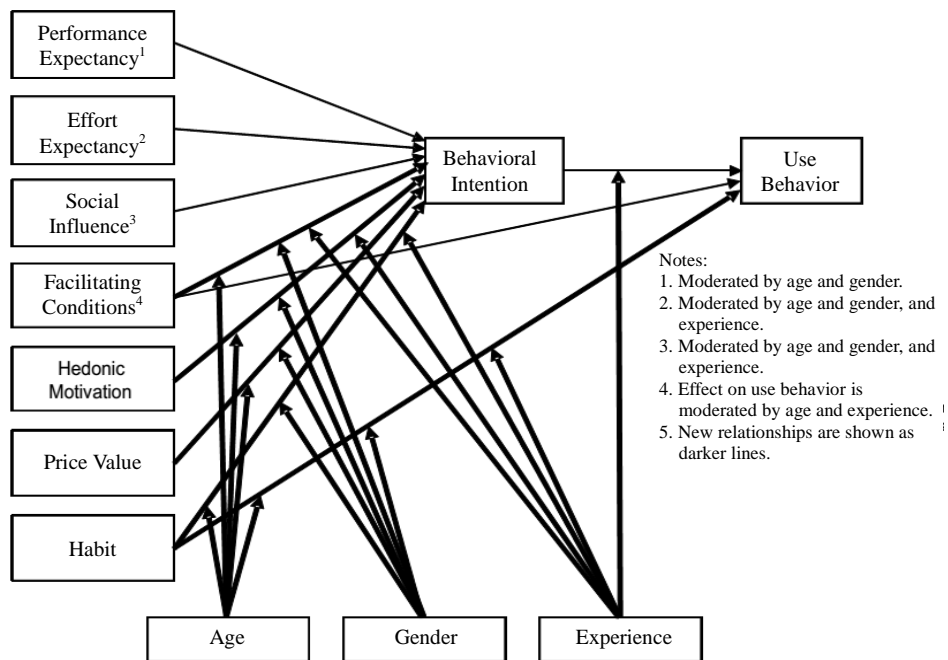 Performance
Expectancy1
Effort
Expectancy2
Social
Influence3
Facilitating
Conditions4
Hedonic
Motivation
Price Value
Habit
Behavioral
Intention
Use
Behavior
Notes:
1. Moderated by age and gender.
2. Moderated by age and gender, and
experience.
3. Moderated by age and gender, and
experience.
4. Effect on use behavior is
moderated by age and experience.
5. New relationships are shown as
darker lines.
Age
Gender
Experience